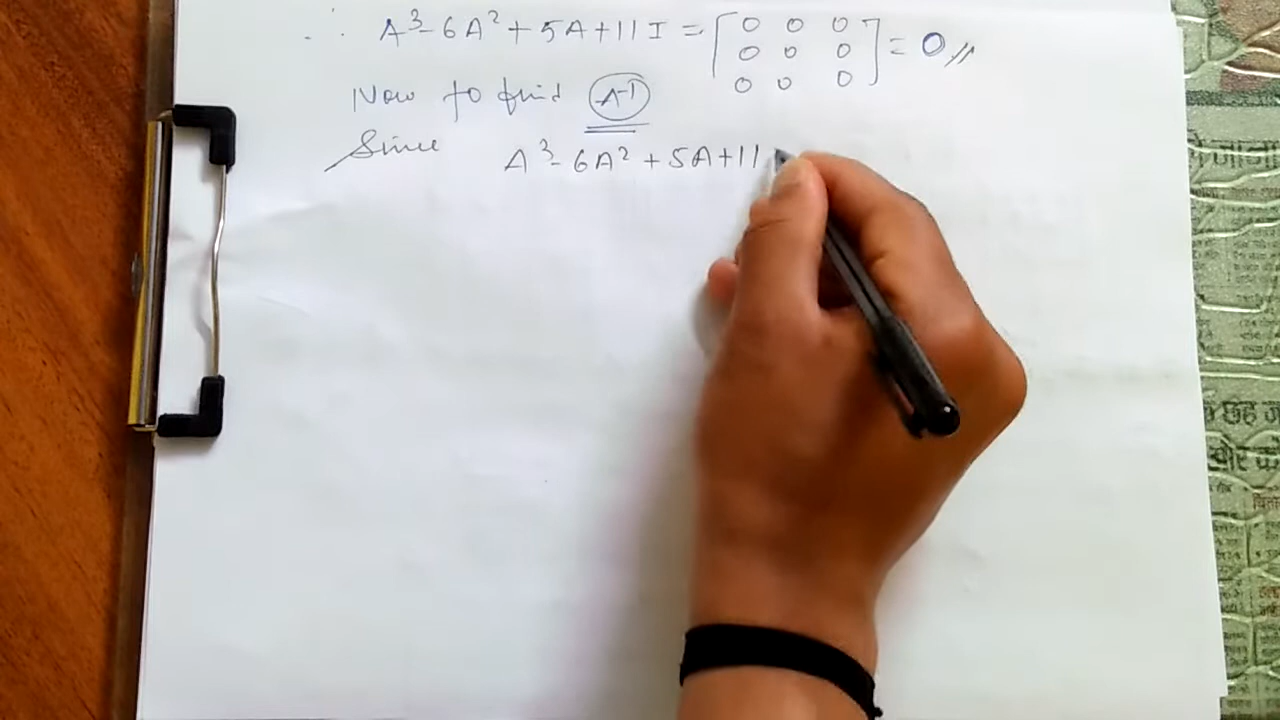 ∴ A³-6A²+5A+11I = [0 0 0
0 0 0
0 0 0] = 0//
Now to find A⁻¹
Since A³-6A²+5A+11